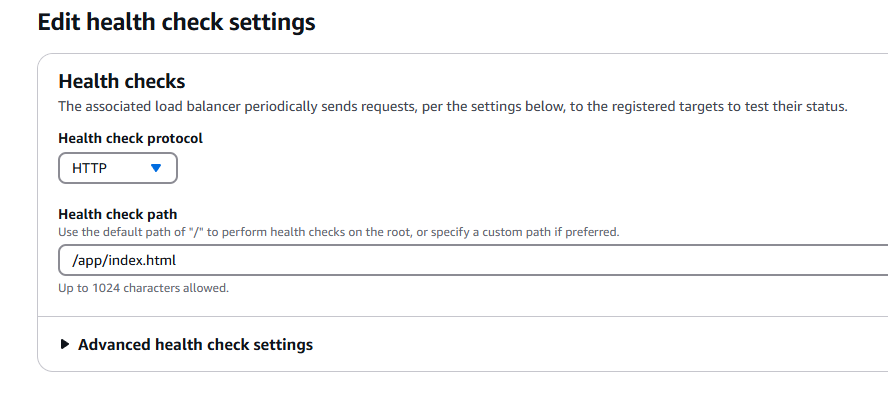 Edit health check settings
Health checks
The associated load balancer periodically sends requests, per the settings below, to the registered targets to test their status.
Health check protocol
HTTP
Health check path
Use the default path of "/" to perform health checks on the root, or specify a custom path if preferred.
/app/index.html
Up to 1024 characters allowed.
Advanced health check settings